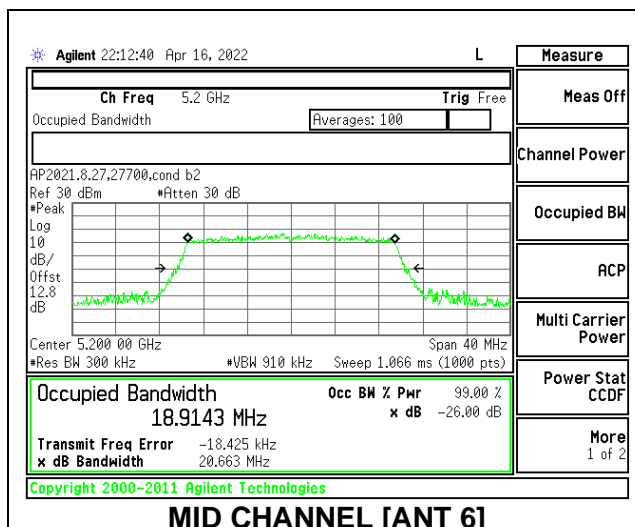 Agilent 22:12:40 Apr 16, 2022 L
Measure
Ch Freq 5.2 GHz Trig Free
Meas Off
Occupied Bandwidth Averages: 100
Channel Power
AP2021.8.27,27700,cond b2
Ref 30 dBm #Atten 30 dB
#Peak
Log
10
dB/
Offst
12.8
dB
Occupied BW
ACP
Center 5.200 00 GHz Span 40 MHz
#Res BW 300 kHz #VBW 910 kHz Sweep 1.066 ms (1000 pts)
Multi Carrier
Power
Occupied Bandwidth Occ BW % Pwr 99.00 %
18.9143 MHz x dB -26.00 dB
Power Stat
CCDF
Transmit Freq Error -18.425 kHz
x dB Bandwidth 20.663 MHz
More
1 of 2
Copyright 2000-2011 Agilent Technologies
MID CHANNEL [ANT 6]